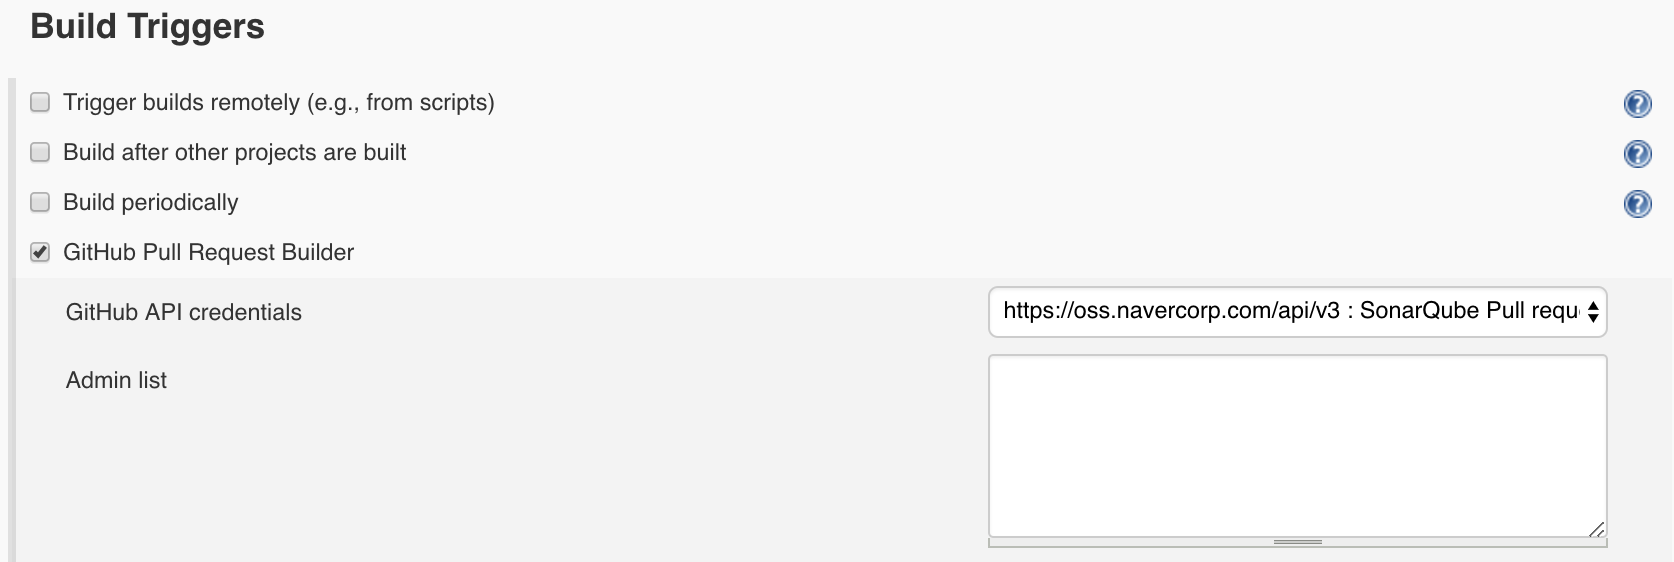 Build Triggers
Trigger builds remotely (e.g., from scripts)
Build after other projects are built
Build periodically
GitHub Pull Request Builder
GitHub API credentials
https://oss.navercorp.com/api/v3 : SonarQube Pull requ
Admin list